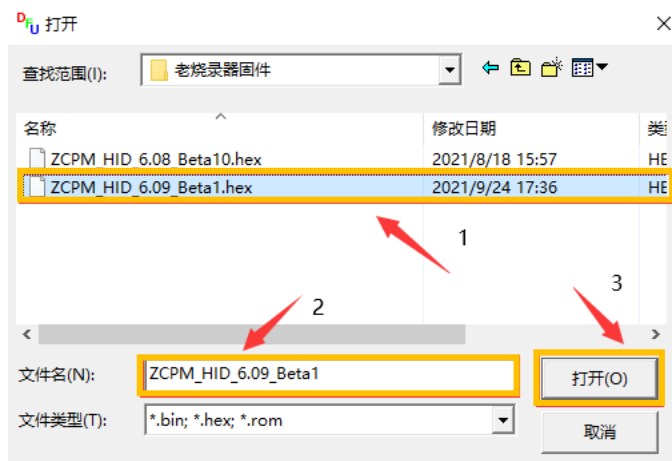 DFU 打开
查找范围(I): 老烧录器固件
名称 修改日期 类
ZCPM_HID_6.08_Beta10.hex 2021/8/18 15:57 HE
ZCPM_HID_6.09_Beta1.hex 2021/9/24 17:36 HE
1
3
2
文件名(N): ZCPM_HID_6.09_Beta1 打开(O)
文件类型(T): *.bin; *.hex; *.rom 取消